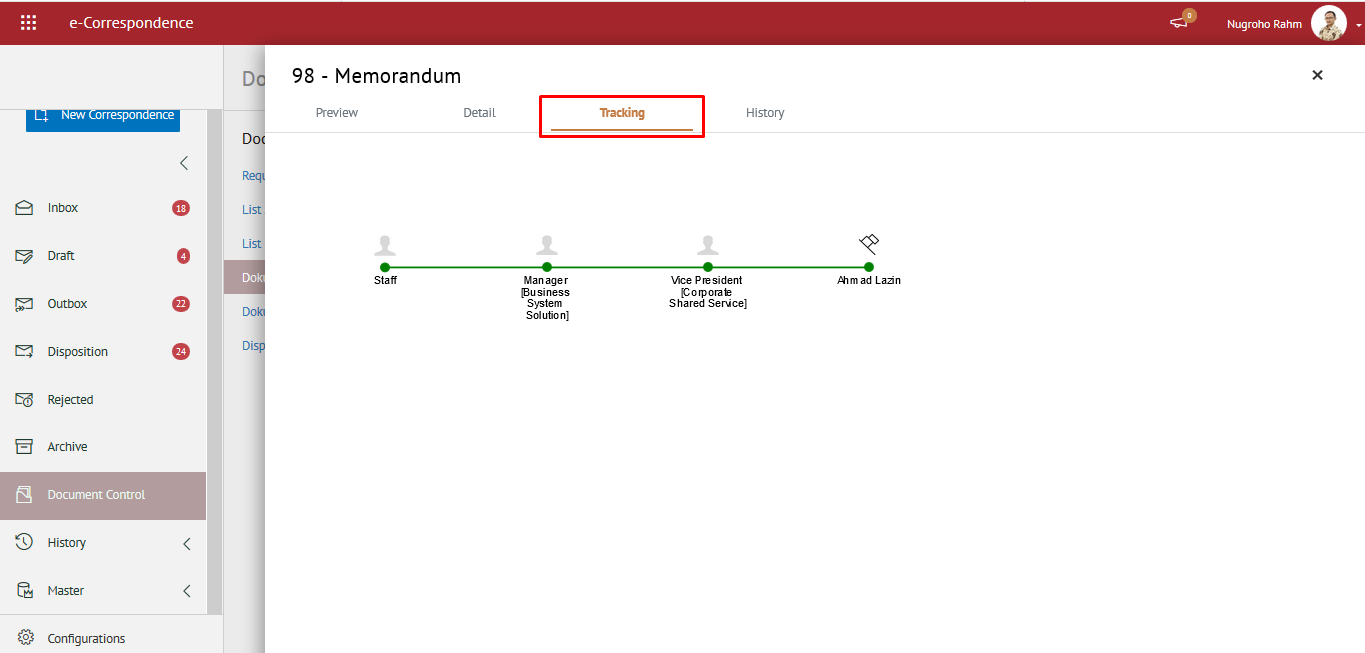 e-Correspondence
0
Nugroho Rahm
98 - Memorandum
Preview
Detail
Tracking
History
New Correspondence
Inbox
18
Draft
4
Outbox
22
Disposition
24
Rejected
Archive
Document Control
History
Master
Configurations
Do
Doc
Requ
List
List
Doku
Doku
Disp
Staff
Manager
[Business
System
Solution]
Vice President
[Corporate
Shared Service]
Ahmad Lazin